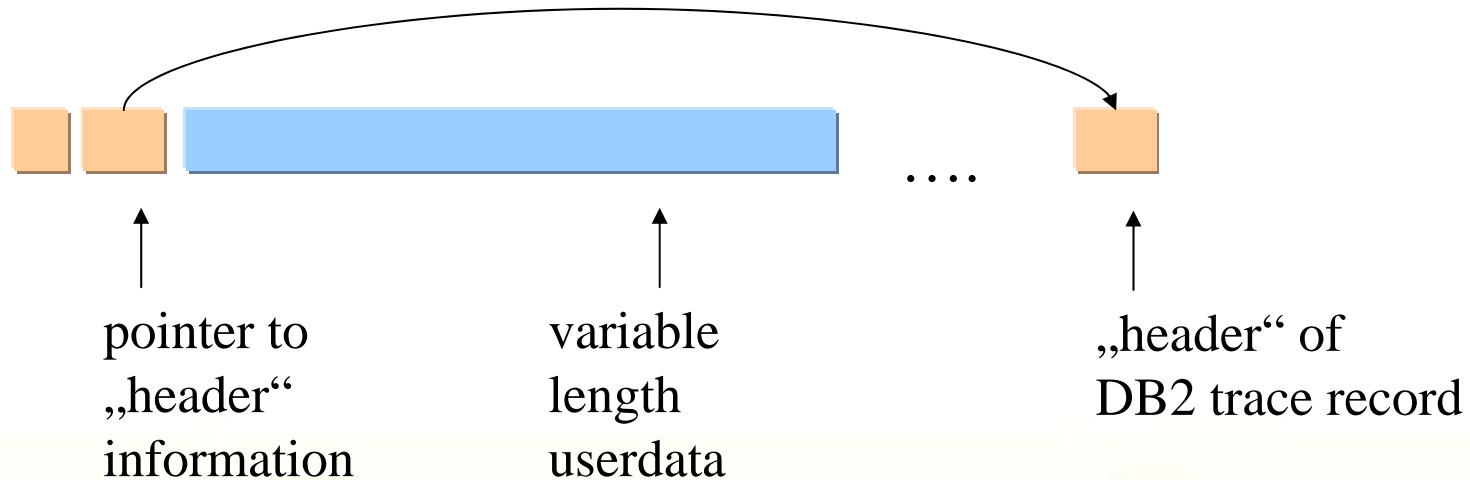 ....
pointer to
„header“
information
variable
length
userdata
„header“ of
DB2 trace record